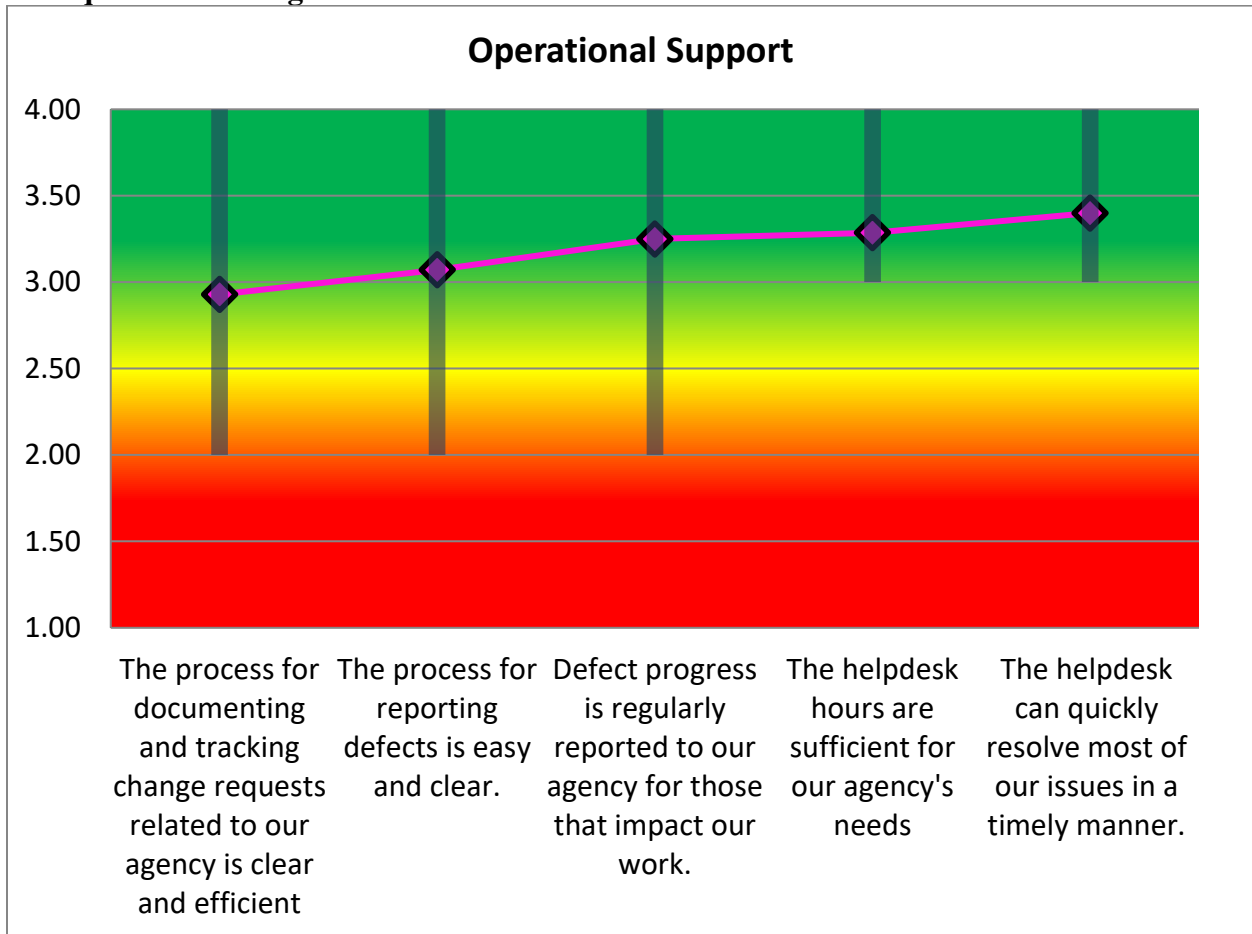 Operational Support
4.00
3.50
3.00
2.50
2.00
1.50
1.00
The process for
documenting
and tracking
change requests
related to our
agency is clear
and efficient
The process for
reporting
defects is easy
and clear.
Defect progress
is regularly
reported to our
agency for those
that impact our
work.
The helpdesk
hours are
sufficient for
our agency's
needs
The helpdesk
can quickly
resolve most of
our issues in a
timely manner.